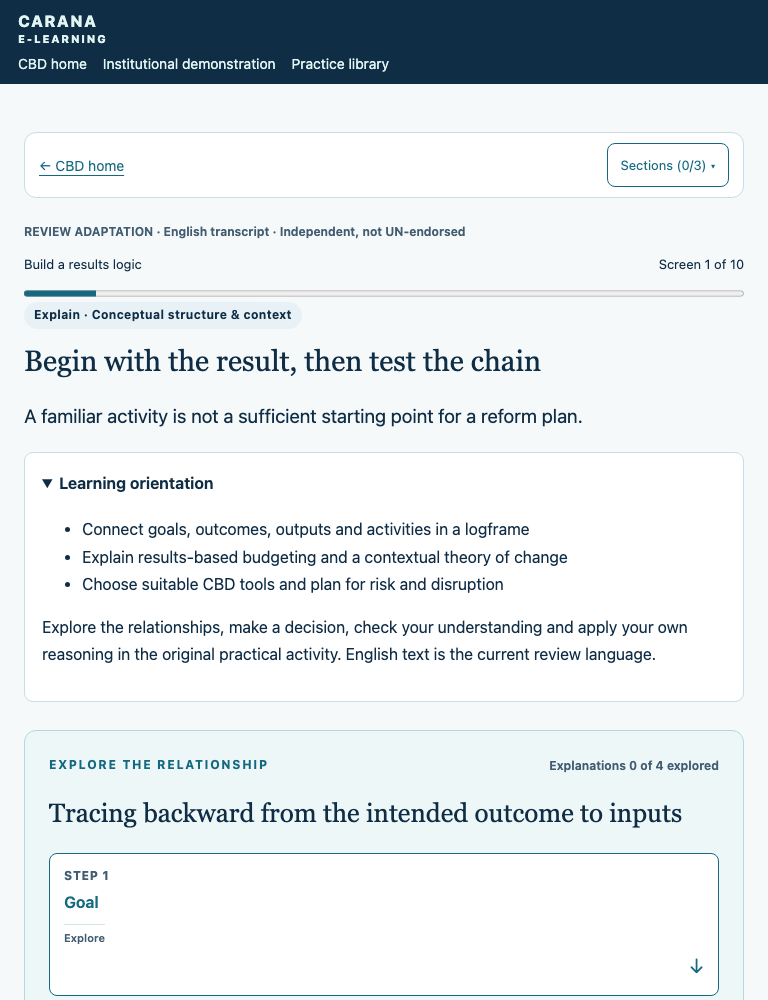 CARANA
E-LEARNING
CBD home Institutional demonstration Practice library
← CBD home
Sections (0/3) ▾
REVIEW ADAPTATION · English transcript · Independent, not UN-endorsed
Build a results logic
Screen 1 of 10
Explain · Conceptual structure & context
Begin with the result, then test the chain
A familiar activity is not a sufficient starting point for a reform plan.
▼ Learning orientation
• Connect goals, outcomes, outputs and activities in a logframe
• Explain results-based budgeting and a contextual theory of change
• Choose suitable CBD tools and plan for risk and disruption
Explore the relationships, make a decision, check your understanding and apply your own
reasoning in the original practical activity. English text is the current review language.
EXPLORE THE RELATIONSHIP
Explanations 0 of 4 explored
Tracing backward from the intended outcome to inputs
STEP 1
Goal
Explore
↓